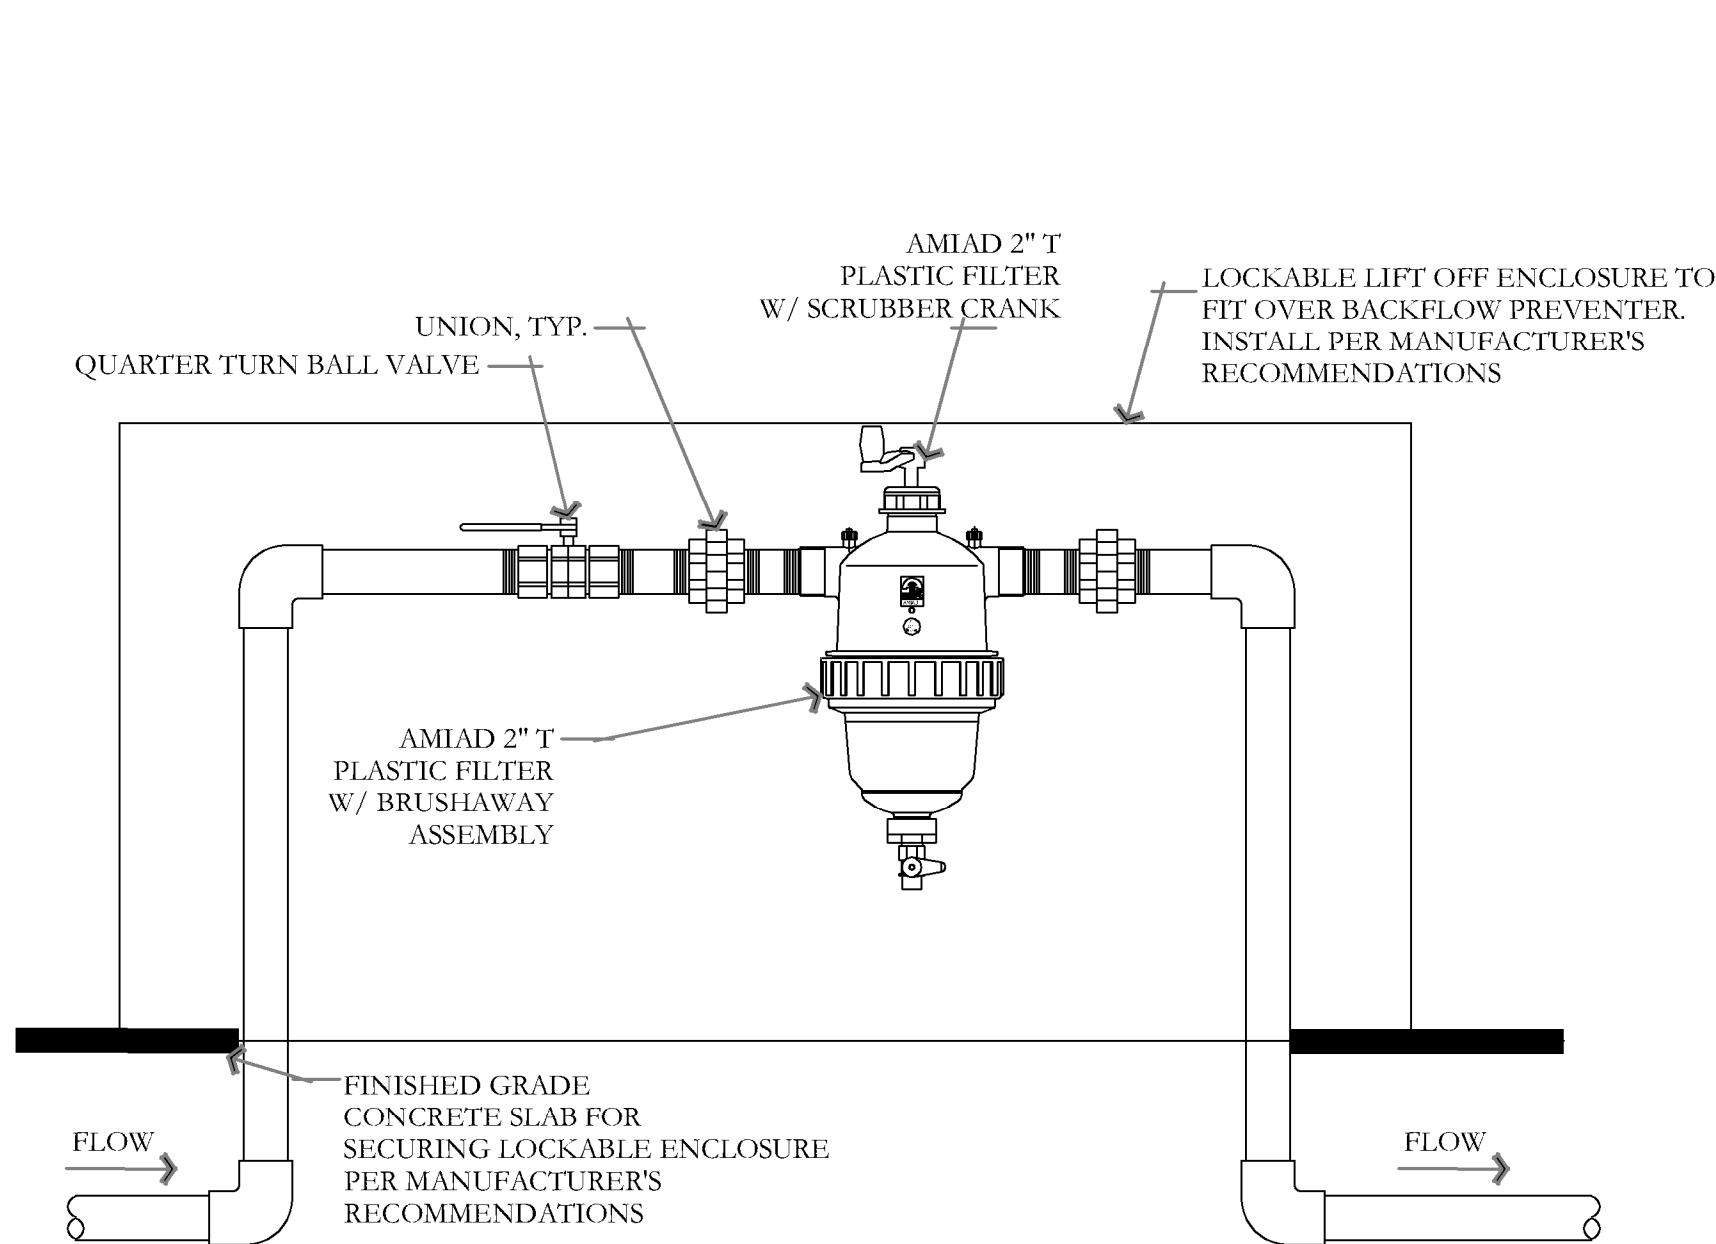 AMIAD 2" T
PLASTIC FILTER
W/ SCRUBBER CRANK
LOCKABLE LIFT OFF ENCLOSURE TO
FIT OVER BACKFLOW PREVENTER.
INSTALL PER MANUFACTURER'S
RECOMMENDATIONS
UNION, TYP.
QUARTER TURN BALL VALVE
AMIAD 2" T
PLASTIC FILTER
W/ BRUSHAWAY
ASSEMBLY
FINISHED GRADE
CONCRETE SLAB FOR
SECURING LOCKABLE ENCLOSURE
PER MANUFACTURER'S
RECOMMENDATIONS
FLOW
FLOW